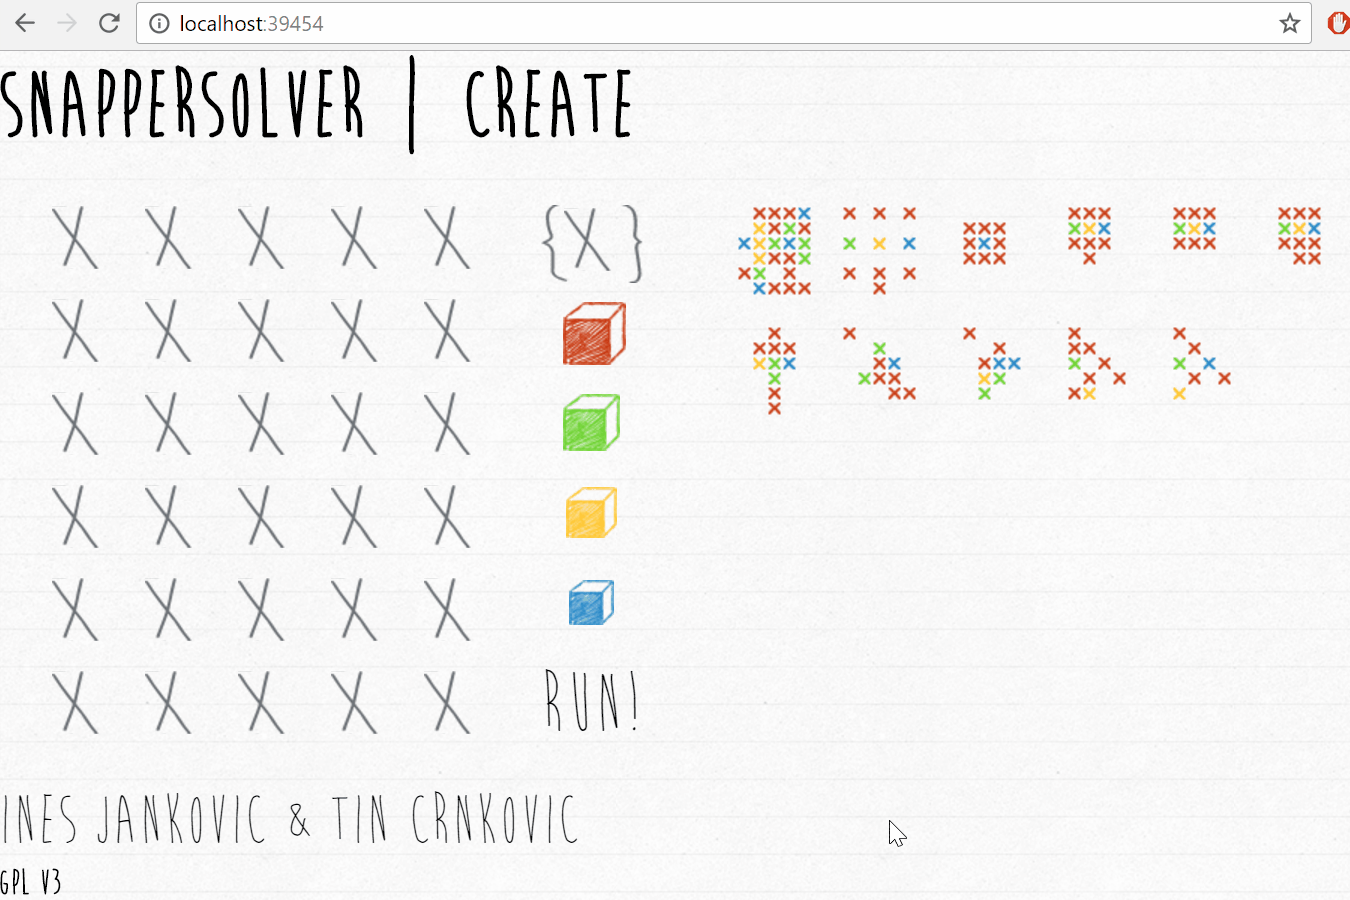 localhost:39454
SNAPPERSOLVER | CREATE
X X X X X {X}
X X X X X
X X X X X
X X X X X
X X X X X
X X X X X RUN!
INES JANKOVIC & TIN CRNKOVIC
GPL V3